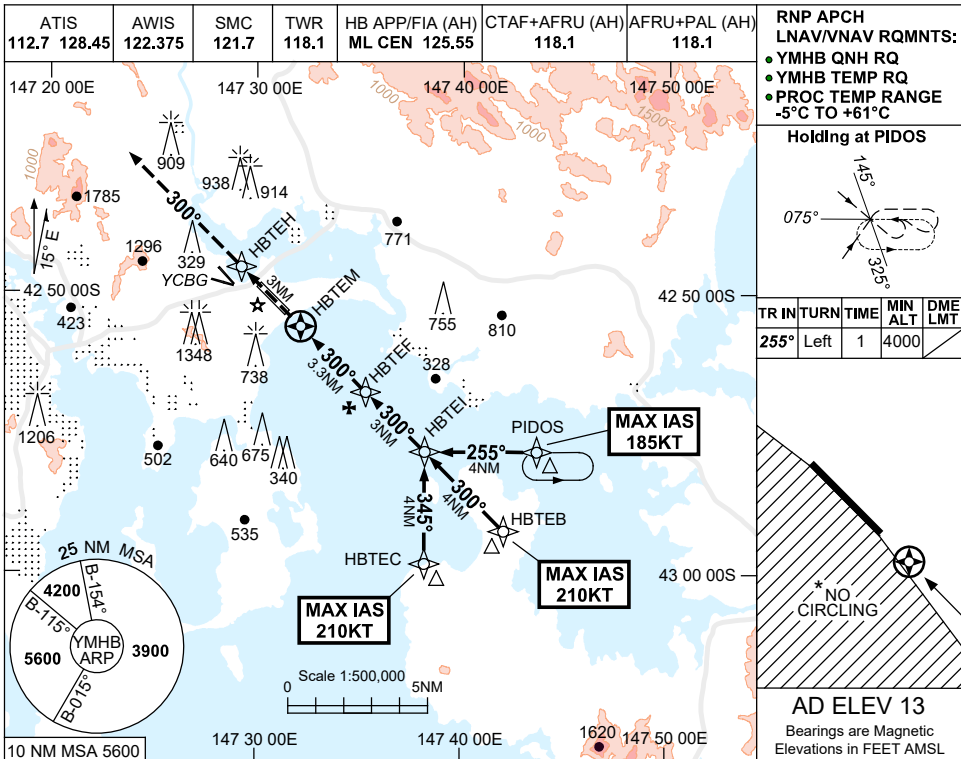 ATIS
112.7 128.45
AWIS
122.375
SMC
121.7
TWR
118.1
HB APP/FIA (AH)
ML CEN 125.55
CTAF+AFRU (AH)
118.1
AFRU+PAL (AH)
118.1
RNP APCH
LNAV/VNAV RQMNTS:
YMHB QNH RQ
YMHB TEMP RQ
PROC TEMP RANGE
-5°C TO +61°C
Holding at PIDOS
145°
075°
325°
TR IN TURN TIME MIN ALT DME LMT
255° Left 1 4000
147 20 00E
147 30 00E
147 40 00E
147 50 00E
1000
1000
1500
1000
909
938
914
1785
300°
HBTEH
771
15° E
1296
329
YCBG
3NM
HBTEM
42 50 00S
42 50 00S
423
755
810
1348
738
300°
3.3NM
HBTEF
328
1206
300°
3NM
HBTEI
PIDOS
MAX IAS
185KT
255°
4NM
502
640
675
340
345°
4NM
300°
4NM
HBTEB
535
HBTEC
MAX IAS
210KT
MAX IAS
210KT
43 00 00S
25 NM MSA
4200
B-154°
B-115°
YMHB
ARP
3900
5600
B-015°
Scale 1:500,000
0
5NM
10 NM MSA 5600
147 30 00E
147 40 00E
147 50 00E
1620
*NO
CIRCLING
AD ELEV 13
Bearings are Magnetic
Elevations in FEET AMSL